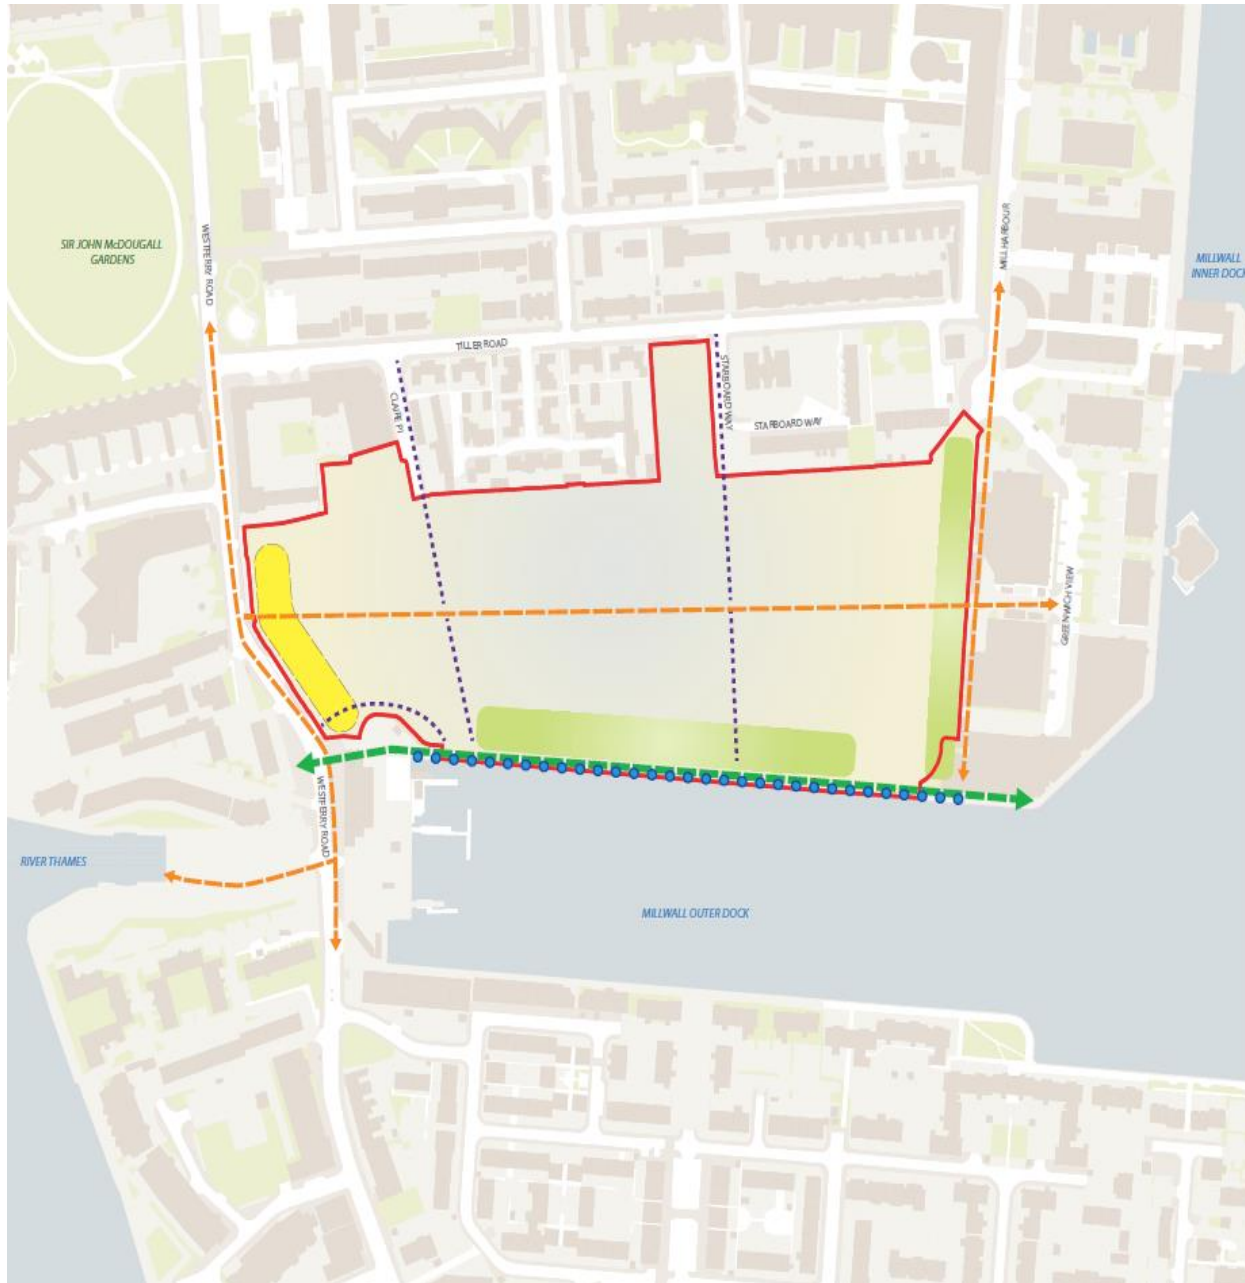 SIR JOHN McDOUGALL
GARDENS
WESTFERRY ROAD
MILLHARBOUR
MILLWALL
INNER DOCK
TILLER ROAD
STARBOARD WAY
CLAIRE PL
STARBOARD WAY
GREENWICH VIEW
WESTFERRY ROAD
RIVER THAMES
MILLWALL OUTER DOCK